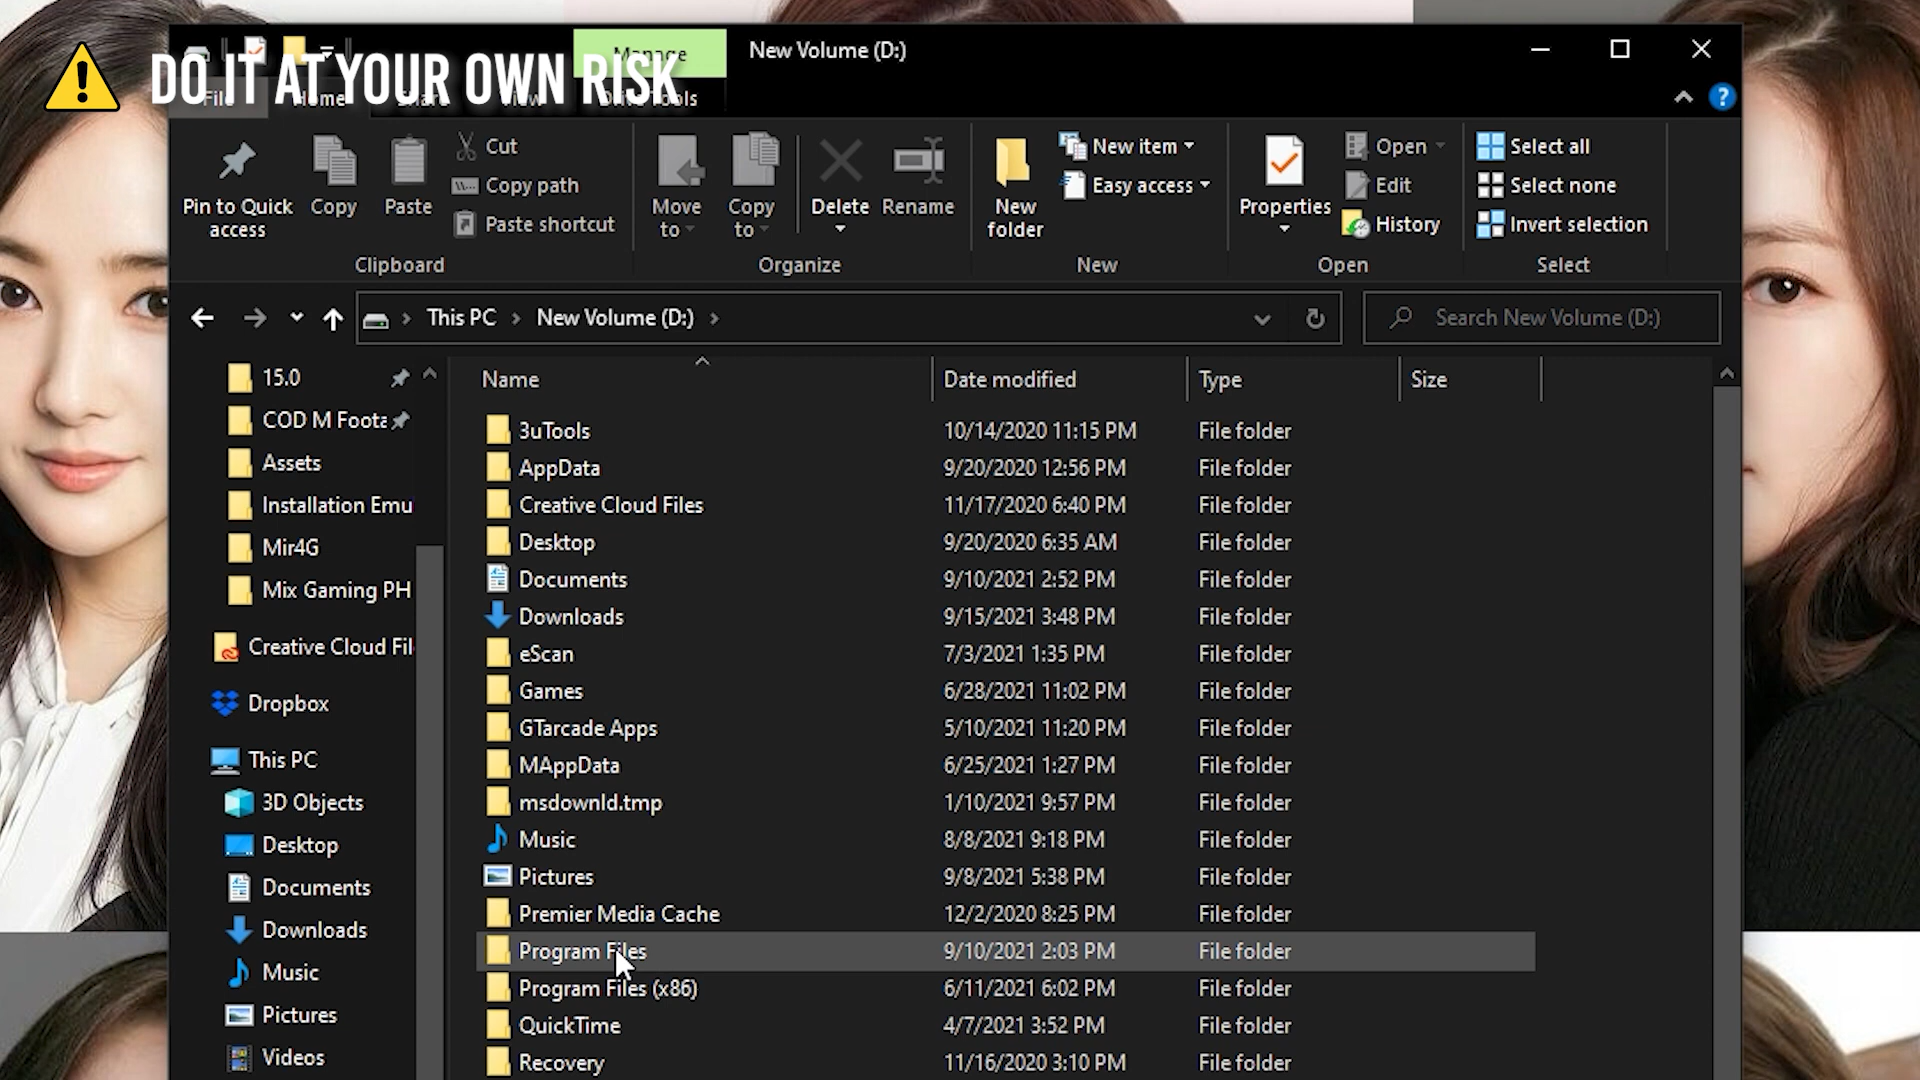 DO IT AT YOUR OWN RISK
Manage
New Volume (D:)
File
Home
Share
View
Drive Tools
Pin to Quick access
Copy
Paste
Cut
Copy path
Paste shortcut
Clipboard
Move to
Copy to
Delete
Rename
Organize
New folder
New item
Easy access
New
Properties
Open
Edit
History
Open
Select all
Select none
Invert selection
Select
This PC > New Volume (D:) >
Search New Volume (D:)
15.0
COD M Foota
Assets
Installation Emu
Mir4G
Mix Gaming PH
Creative Cloud Fil
Dropbox
This PC
3D Objects
Desktop
Documents
Downloads
Music
Pictures
Videos
Name Date modified Type Size
3uTools 10/14/2020 11:15 PM File folder
AppData 9/20/2020 12:56 PM File folder
Creative Cloud Files 11/17/2020 6:40 PM File folder
Desktop 9/20/2020 6:35 AM File folder
Documents 9/10/2021 2:52 PM File folder
Downloads 9/15/2021 3:48 PM File folder
eScan 7/3/2021 1:35 PM File folder
Games 6/28/2021 11:02 PM File folder
GTarcade Apps 5/10/2021 11:20 PM File folder
MAppData 6/25/2021 1:27 PM File folder
msdownld.tmp 1/10/2021 9:57 PM File folder
Music 8/8/2021 9:18 PM File folder
Pictures 9/8/2021 5:38 PM File folder
Premier Media Cache 12/2/2020 8:25 PM File folder
Program Files 9/10/2021 2:03 PM File folder
Program Files (x86) 6/11/2021 6:02 PM File folder
QuickTime 4/7/2021 3:52 PM File folder
Recovery 11/16/2020 3:10 PM File folder